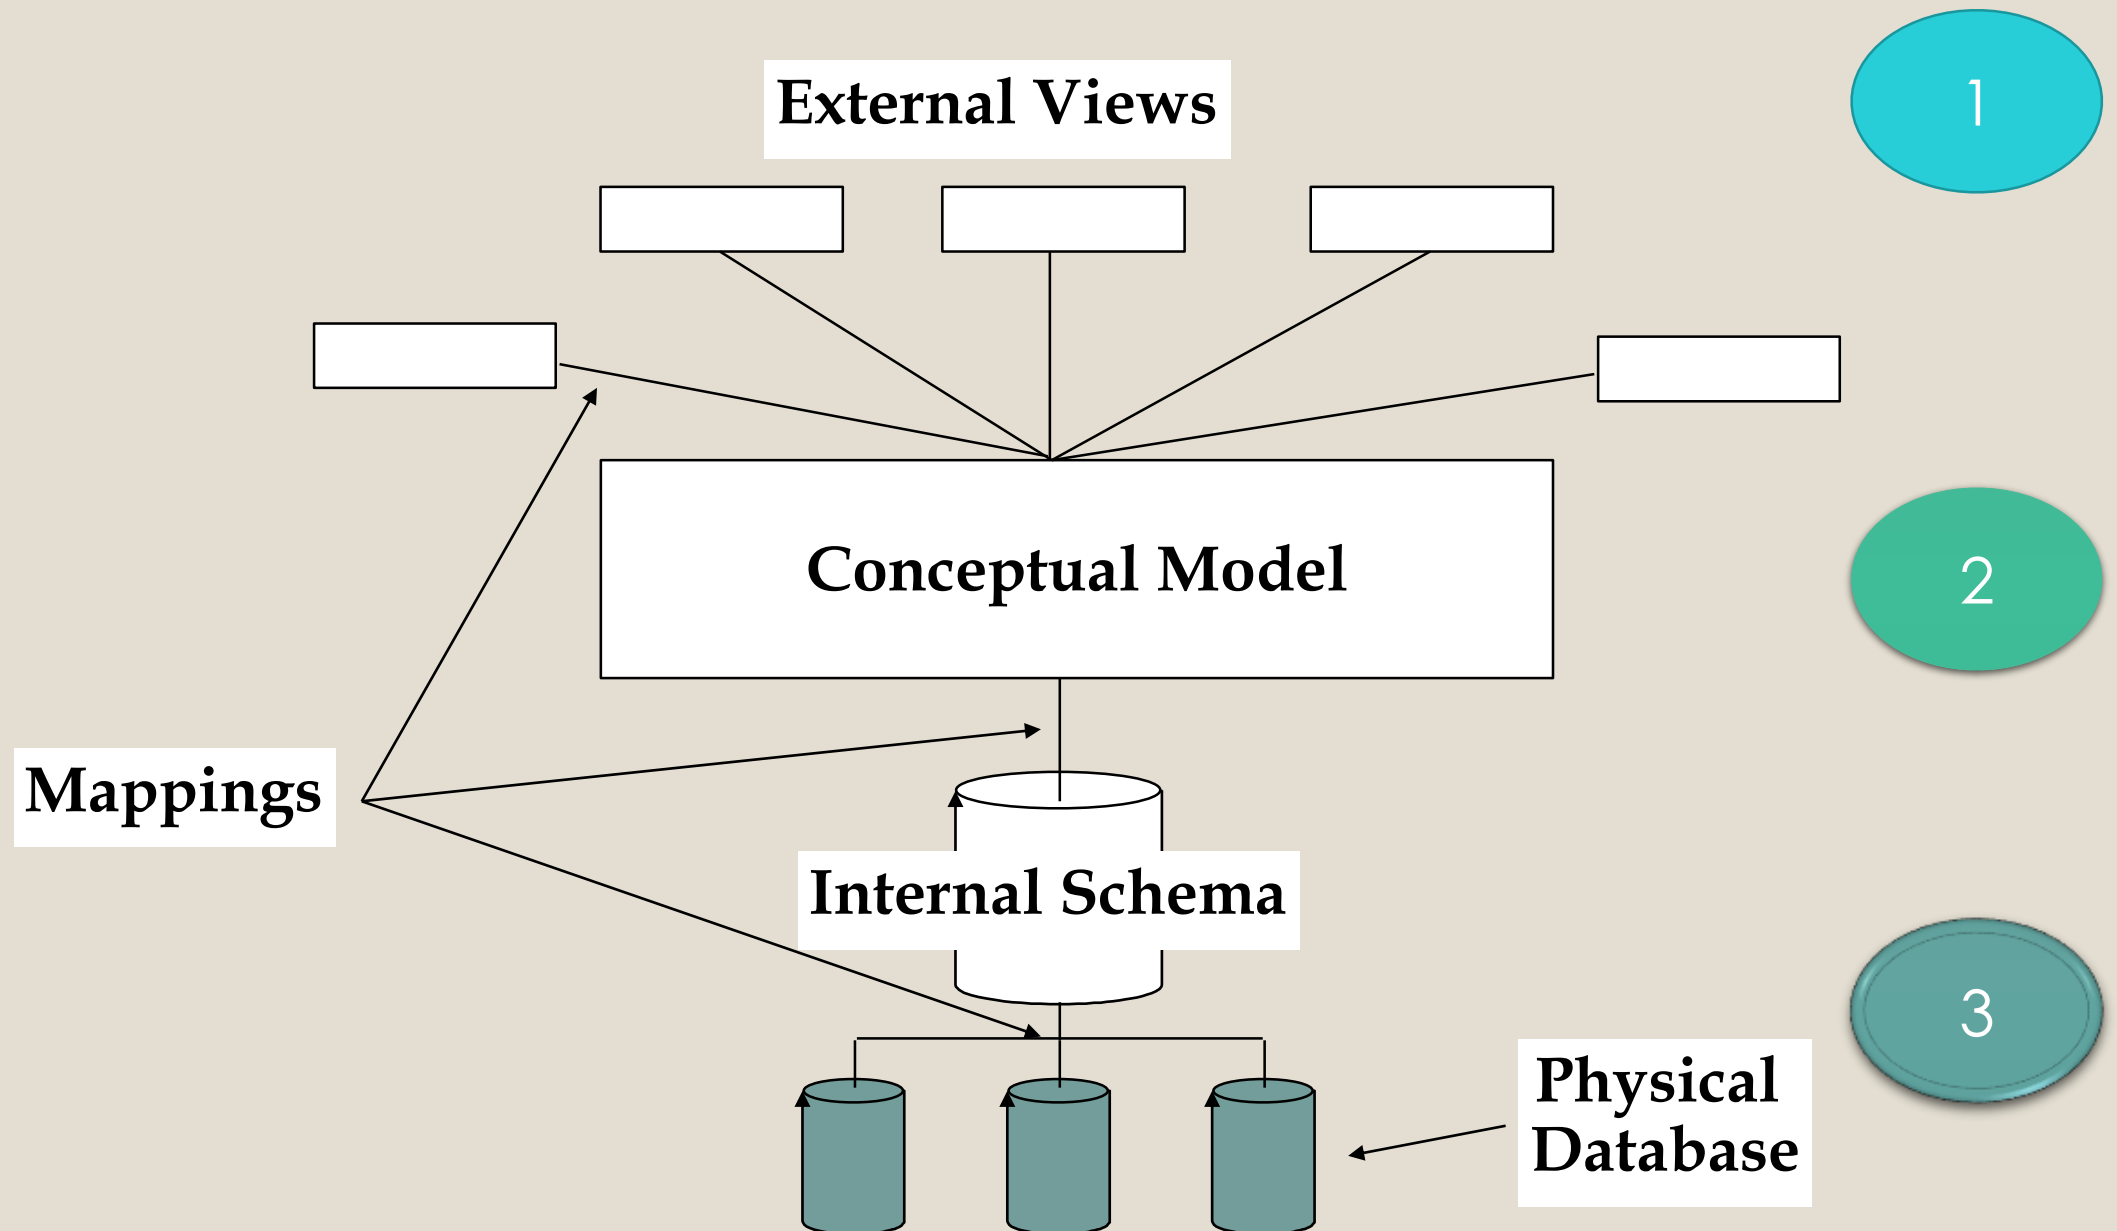 External Views
1
Conceptual Model
2
Mappings
Internal Schema
3
Physical
Database